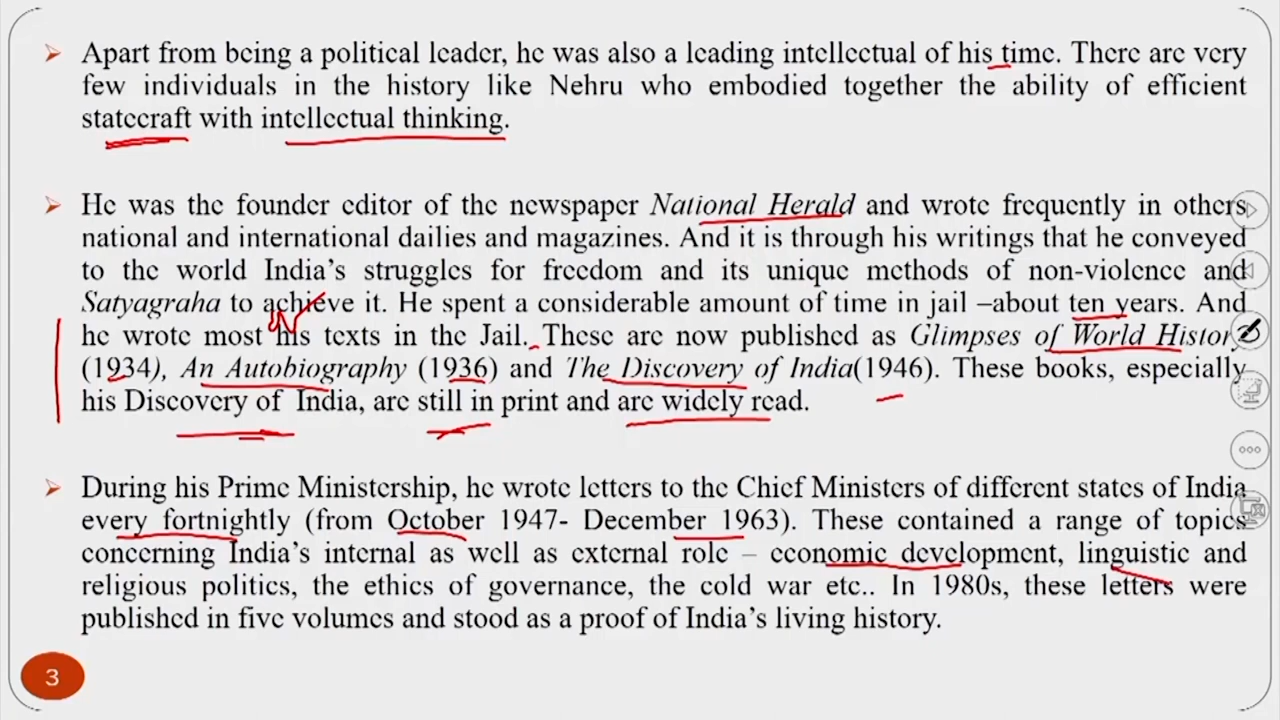 ➢ Apart from being a political leader, he was also a leading intellectual of his time. There are very
few individuals in the history like Nehru who embodied together the ability of efficient
statecraft with intellectual thinking.
➢ He was the founder editor of the newspaper National Herald and wrote frequently in others
national and international dailies and magazines. And it is through his writings that he conveyed
to the world India's struggles for freedom and its unique methods of non-violence and
Satyagraha to achieve it. He spent a considerable amount of time in jail –about ten years. And
he wrote most his texts in the Jail. These are now published as Glimpses of World History
(1934), An Autobiography (1936) and The Discovery of India(1946). These books, especially
his Discovery of India, are still in print and are widely read.
➢ During his Prime Ministership, he wrote letters to the Chief Ministers of different states of India
every fortnightly (from October 1947- December 1963). These contained a range of topics
concerning India's internal as well as external role – economic development, linguistic and
religious politics, the ethics of governance, the cold war etc.. In 1980s, these letters were
published in five volumes and stood as a proof of India's living history.
3